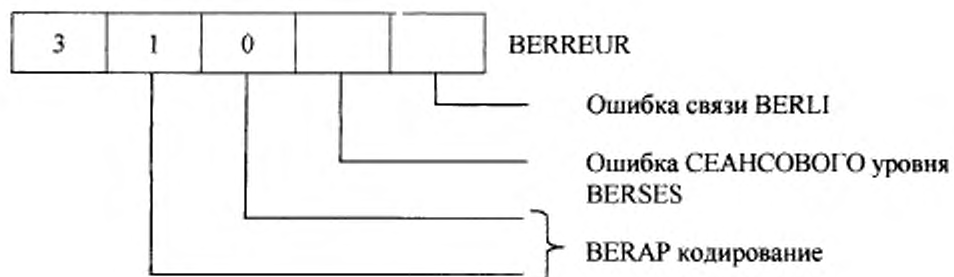 3 1 0 BERREUR
Ошибка связи BERLI
Ошибка СЕАНСОВОГО уровня
BERSES
BERAP кодирование